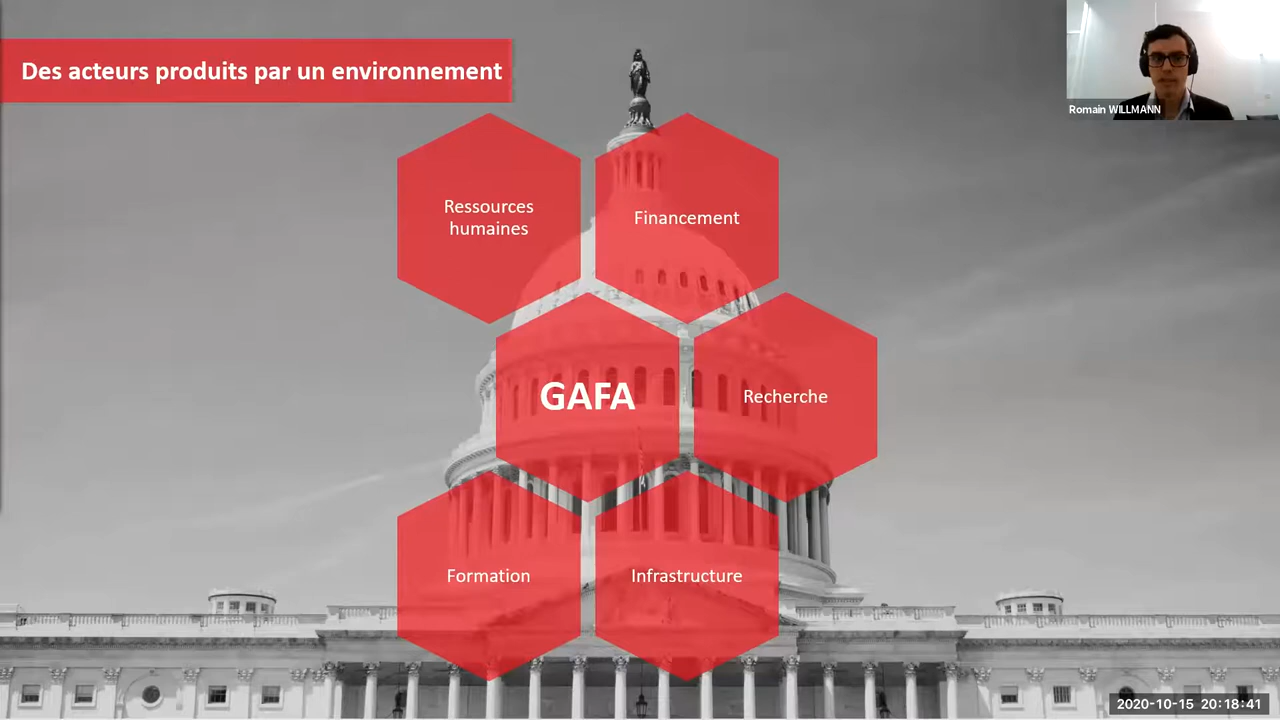 Des acteurs produits par un environnement
Romain WILLMANN
Ressources
humaines
Financement
GAFA
Recherche
Formation
Infrastructure
2020-10-15 20:18:41